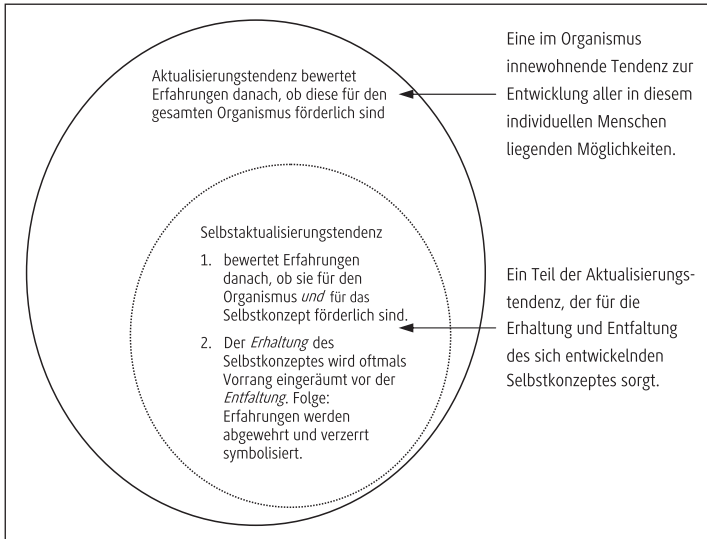 Aktualisierungstendenz bewertet
Erfahrungen danach, ob diese für den
gesamten Organismus förderlich sind
Eine im Organismus
innewohnende Tendenz zur
Entwicklung aller in diesem
individuellen Menschen
liegenden Möglichkeiten.
Selbstaktualisierungstendenz
1. bewertet Erfahrungen
danach, ob sie für den
Organismus und für das
Selbstkonzept förderlich sind.
2. Der Erhaltung des
Selbstkonzeptes wird oftmals
Vorrang eingeräumt vor der
Entfaltung. Folge:
Erfahrungen werden
abgewehrt und verzerrt
symbolisiert.
Ein Teil der Aktualisierungs-
tendenz, der für die
Erhaltung und Entfaltung
des sich entwickelnden
Selbstkonzeptes sorgt.